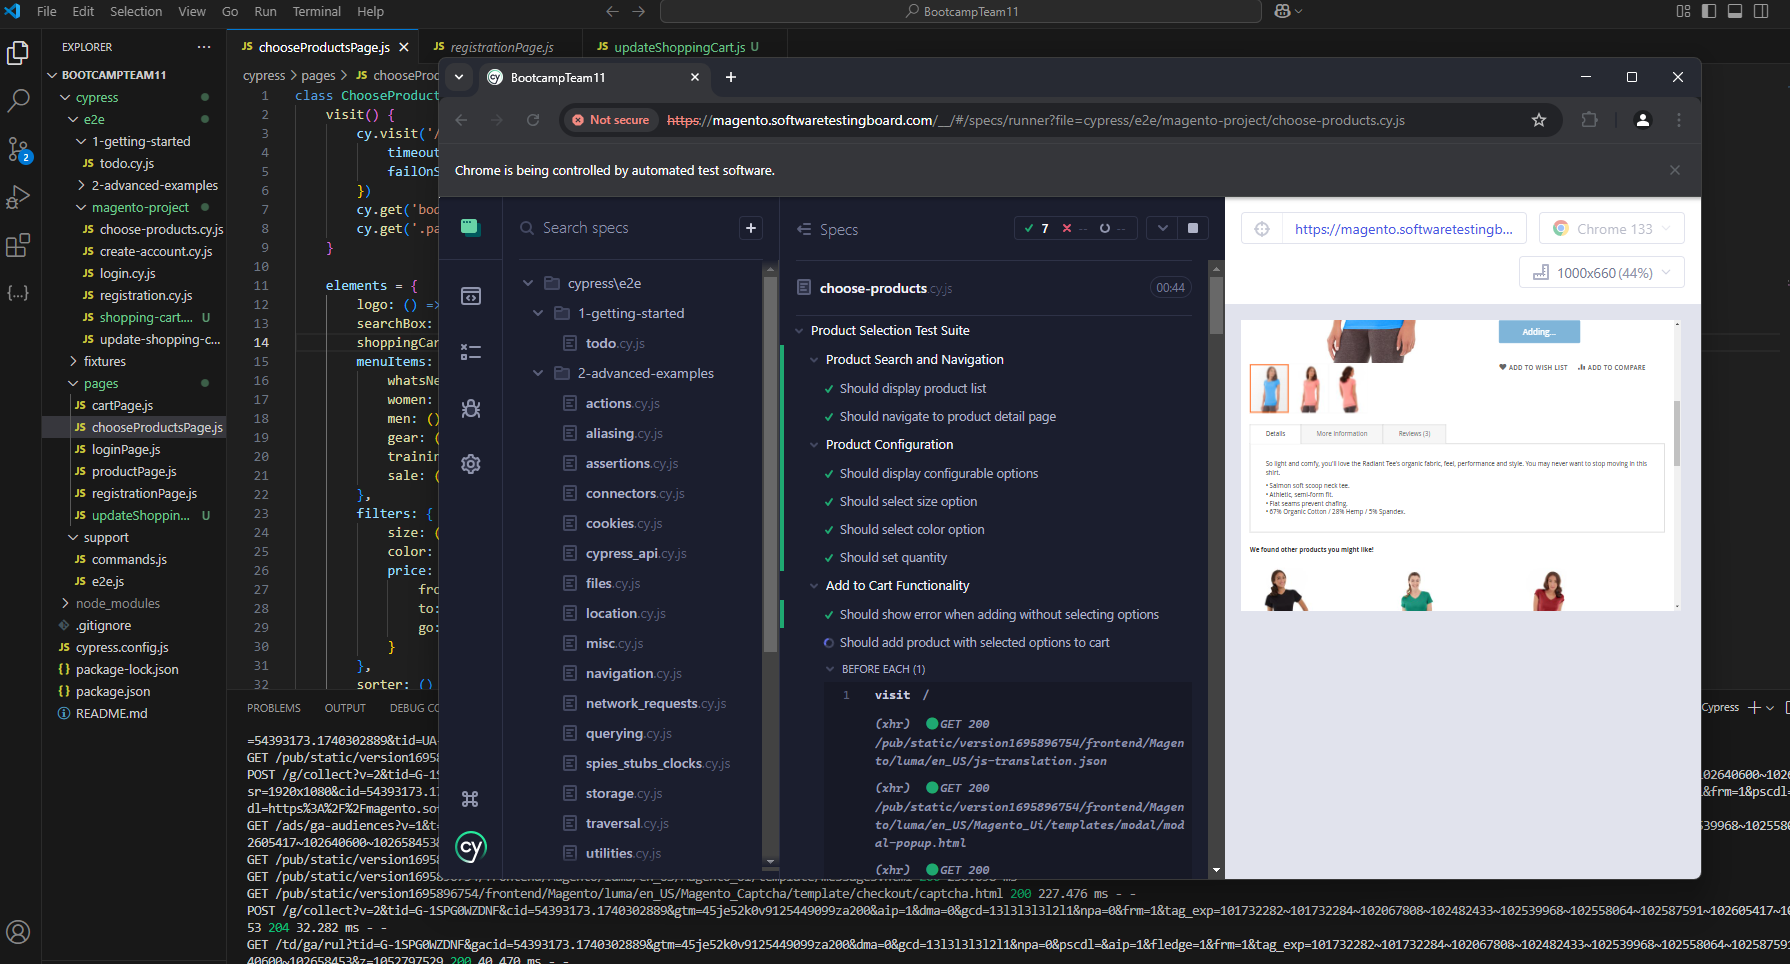 File Edit Selection View Go Run Terminal Help
BootcampTeam11
EXPLORER
BOOTCAMPTEAM11
cypress
e2e
1-getting-started
JS todo.cy.js
2-advanced-examples
magento-project
JS choose-products.cy.js
JS create-account.cy.js
JS login.cy.js
JS registration.cy.js
JS shopping-cart.... U
JS update-shopping-c...
fixtures
pages
JS cartPage.js
JS chooseProductsPage.js
JS loginPage.js
JS productPage.js
JS registrationPage.js
JS updateShoppin... U
support
JS commands.js
JS e2e.js
node_modules
.gitignore
JS cypress.config.js
{} package-lock.json
{} package.json
README.md
2
JS chooseProductsPage.js
JS registrationPage.js
JS updateShoppingCart.js U
cypress > pages > JS chooseProd
1 class ChooseProduct
2 visit() {
3 cy.visit('/
4 timeout
5 failOnS
6 })
7 cy.get('bod
8 cy.get('.pa
9 }
10
11 elements = {
12 logo: () =>
13 searchBox:
14 shoppingCar
15 menuItems:
16 whatsNe
17 women:
18 men: ()
19 gear: (
20 trainin
21 sale: (
22 },
23 filters: {
24 size: (
25 color:
26 price:
27 fro
28 to:
29 go:
30 }
31 },
32 sorter: ()
BootcampTeam11
Not secure https://magento.softwaretestingboard.com/__/#/specs/runner?file=cypress/e2e/magento-project/choose-products.cy.js
Chrome is being controlled by automated test software.
Search specs
cypress\e2e
1-getting-started
todo.cy.js
2-advanced-examples
actions.cy.js
aliasing.cy.js
assertions.cy.js
connectors.cy.js
cookies.cy.js
cypress_api.cy.js
files.cy.js
location.cy.js
misc.cy.js
navigation.cy.js
network_requests.cy.js
querying.cy.js
spies_stubs_clocks.cy.js
storage.cy.js
traversal.cy.js
utilities.cy.js
cy
Specs
7 -- --
choose-products.cy.js 00:44
Product Selection Test Suite
Product Search and Navigation
Should display product list
Should navigate to product detail page
Product Configuration
Should display configurable options
Should select size option
Should select color option
Should set quantity
Add to Cart Functionality
Should show error when adding without selecting options
Should add product with selected options to cart
BEFORE EACH (1)
1 visit /
(xhr) GET 200
/pub/static/version1695896754/frontend/Magen
to/luma/en_US/js-translation.json
(xhr) GET 200
/pub/static/version1695896754/frontend/Magen
to/luma/en_US/Magento_Ui/templates/modal/mod
al-popup.html
(xhr) GET 200
https://magento.softwaretestingb... Chrome 133
1000x660 (44%)
Adding...
ADD TO WISH LIST ADD TO COMPARE
Details More Information Reviews (3)
So light and comfy, you'll love the Radiant Tee's organic fabric, feel, performance and style. You may never want to stop moving in this
shirt.
• Salmon soft scoop neck tee.
• Athletic, semi-form fit.
• Flat seams prevent chafing.
• 67% Organic Cotton / 28% Hemp / 5% Spandex.
We found other products you might like!
PROBLEMS OUTPUT DEBUG CO
Cypress
=54393173.1740302889&tid=UA-
GET /pub/static/version16958
POST /g/collect?v=2&tid=G-1S
sr=1920x1080&cid=54393173.17
dl=https%3A%2F%2Fmagento.so
GET /ads/ga-audiences?v=1&t=
2605417~102640600~102658453&
GET /pub/static/version16958
GET /pub/static/version1695896754/frontend/Magento/luma/en_US/Magento_Captcha/template/checkout/captcha.html 200 227.476 ms - -
POST /g/collect?v=2&tid=G-1SPG0WZDNF&cid=54393173.1740302889&gtm=45je52k0v9125449099za200&aip=1&dma=0&gcd=13l3l3l3l2l1&npa=0&frm=1&tag_exp=101732282~101732284~102067808~102482433~102539968~102558064~102587591~102605417~10
53 204 32.282 ms - -
GET /td/ga/rul?tid=G-1SPG0WZDNF&gacid=54393173.1740302889&gtm=45je52k0v9125449099za200&dma=0&gcd=13l3l3l3l2l1&npa=0&pscdl=&aip=1&fledge=1&frm=1&tag_exp=101732282~101732284~102067808~102482433~102539968~102558064~10258759
40600~102658453&z=1052797529 200 40.470 ms - -